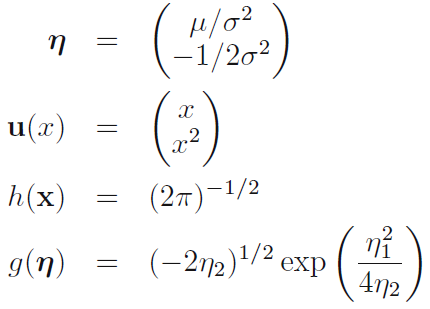 η = (μ/σ² −1/2σ²)
u(x) = (x x²)
h(x) = (2π)⁻¹/²
g(η) = (−2η₂)¹/² exp (η₁²/4η₂)